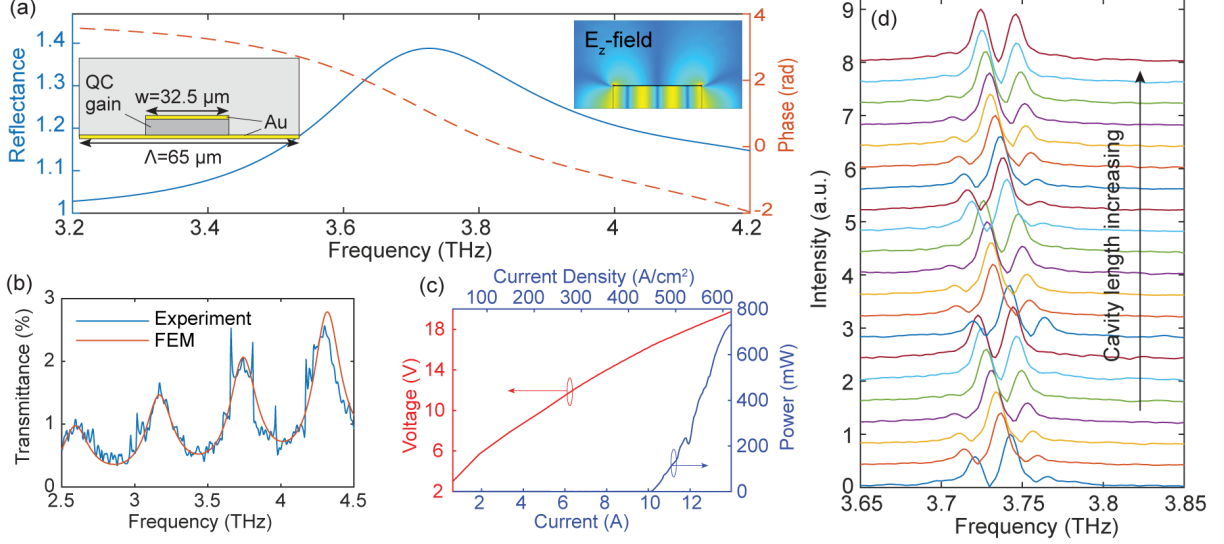 (a)
Reflectance
1.4
1.3
1.2
1.1
1
QC
gain
w=32.5 μm
Au
Λ=65 μm
E_z-field
4
2
0
-2
Phase (rad)
3.2 3.4 3.6 3.8 4 4.2
Frequency (THz)
(b)
Transmittance (%)
3
2
1
0
Experiment
FEM
2.5 3 3.5 4 4.5
Frequency (THz)
(c)
Current Density (A/cm²)
100 200 300 400 500 600
Voltage (V)
18
14
10
6
2
800
600
400
200
0
Power (mW)
0 2 4 6 8 10 12
Current (A)
(d)
Intensity (a.u.)
9
8
7
6
5
4
3
2
1
0
Cavity length increasing
3.65 3.7 3.75 3.8 3.85
Frequency (THz)